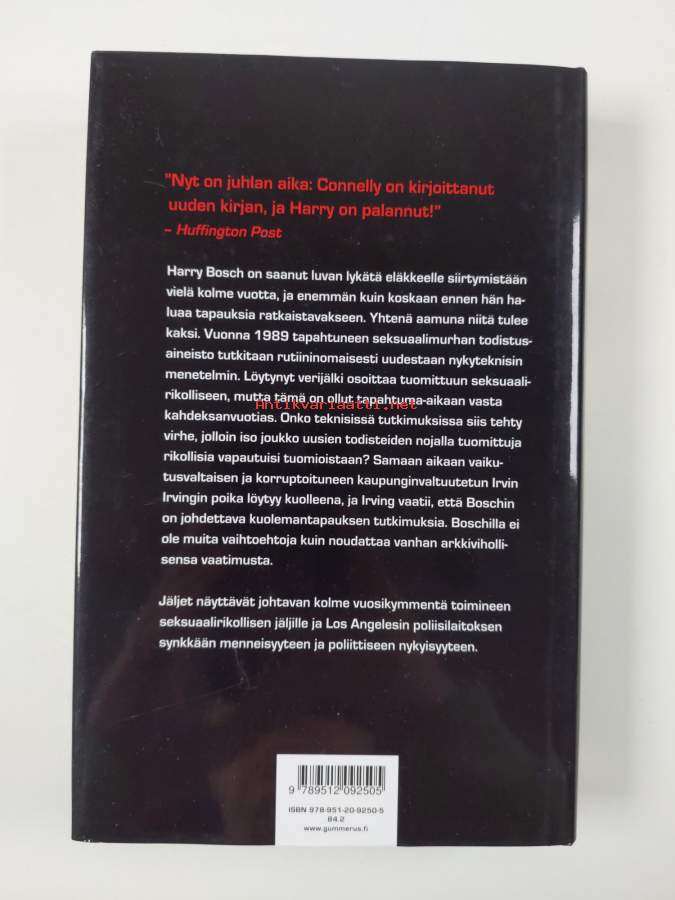 "Nyt on juhlan aika: Connelly on kirjoittanut
uuden kirjan, ja Harry on palannut!"
– Huffington Post
Harry Bosch on saanut luvan lykätä eläkkeelle siirtymistään
vielä kolme vuotta, ja enemmän kuin koskaan ennen hän ha-
luaa tapauksia ratkaistavakseen. Yhtenä aamuna niitä tulee
kaksi. Vuonna 1989 tapahtuneen seksuaalimurhan todistus-
aineisto tutkitaan rutiininomaisesti uudestaan nykyteknisin
menetelmin. Löytynyt verijälki osoittaa tuomittuun seksuaali-
rikolliseen, mutta tämä on ollut tapahtuma-aikaan vasta
Antikvariaatti.net
kahdeksanvuotias. Onko teknisissä tutkimuksissa siis tehty
virhe, jolloin iso joukko uusien todisteiden nojalla tuomittuja
rikollisia vapautuisi tuomioistaan? Samaan aikaan vaiku-
tusvaltaisen ja korruptoituneen kaupunginvaltuutetun Irvin
Irvingin poika löytyy kuolleena, ja Irving vaatii, että Boschin
on johdettava kuolemantapauksen tutkimuksia. Boschilla ei
ole muita vaihtoehtoja kuin noudattaa vanhan arkkiviholli-
sensa vaatimusta.
Jäljet näyttävät johtavan kolme vuosikymmentä toimineen
seksuaalirikollisen jäljille ja Los Angelesin poliisilaitoksen
synkkään menneisyyteen ja poliittiseen nykyisyyteen.
9 789512 092505
ISBN 978-951-20-9250-5
84.2
www.gummerus.fi